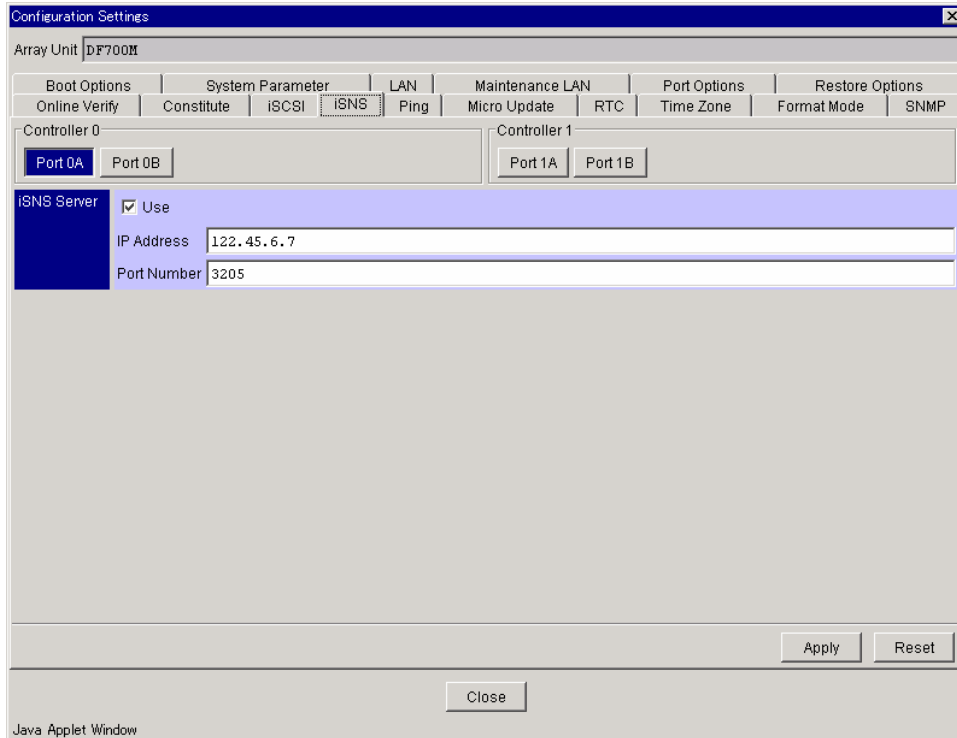 Configuration Settings
Array Unit DF700M
Boot Options System Parameter LAN Maintenance LAN Port Options Restore Options
Online Verify Constitute iSCSI iSNS Ping Micro Update RTC Time Zone Format Mode SNMP
Controller 0 Controller 1
Port 0A Port 0B Port 1A Port 1B
iSNS Server Use
IP Address 122.45.6.7
Port Number 3205
Apply Reset
Close
Java Applet Window